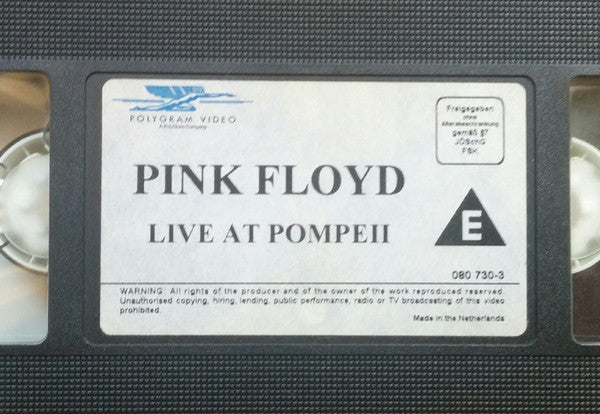 POLYGRAM VIDEO
A PolyGram Company
Freigegeben
ohne
Altersbeschränkung
gemäß §7
JÖSchG
FSK
PINK FLOYD
LIVE AT POMPEII
E
080 730-3
WARNING: All rights of the producer and of the owner of the work reproduced reserved.
Unauthorised copying, hiring, lending, public performance, radio or TV broadcasting of this video
prohibited.
Made in the Netherlands